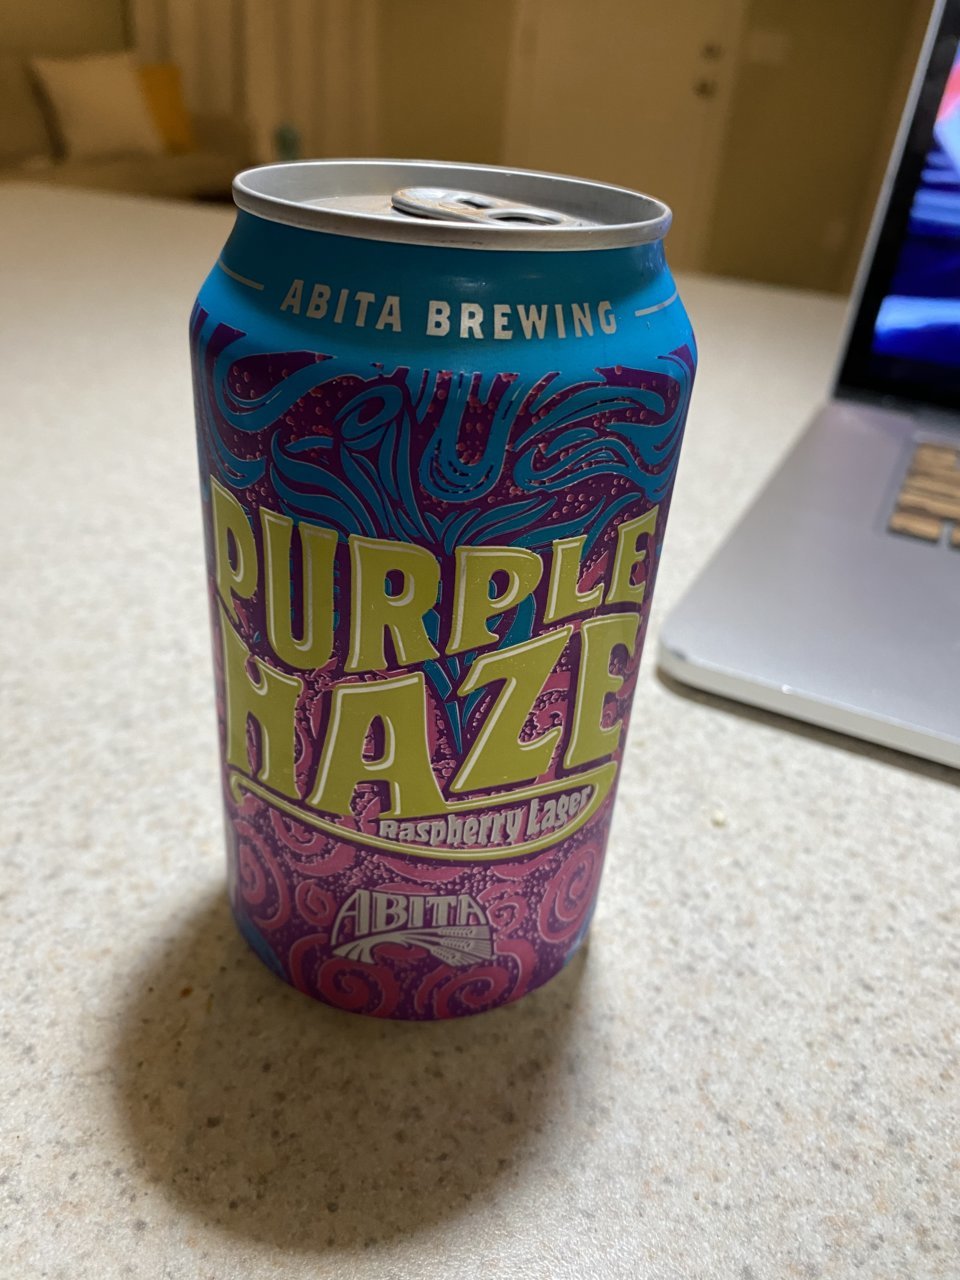 ABITA BREWING
PURPLE
HAZE
Raspberry Lager
ABITA